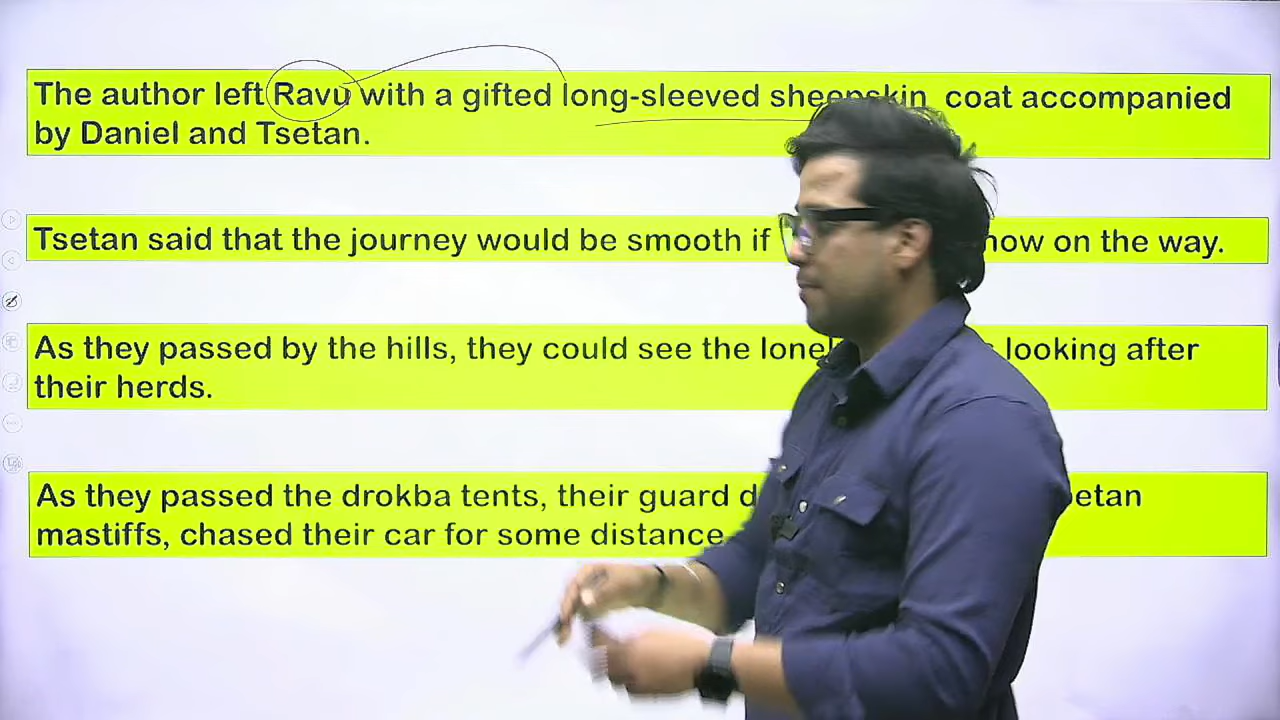 The author left Ravu with a gifted long-sleeved sheepskin coat accompanied
by Daniel and Tsetan.
Tsetan said that the journey would be smooth if now on the way.
As they passed by the hills, they could see the looking after
their herds.
As they passed the drokba tents, their guard
mastiffs, chased their car for some distance